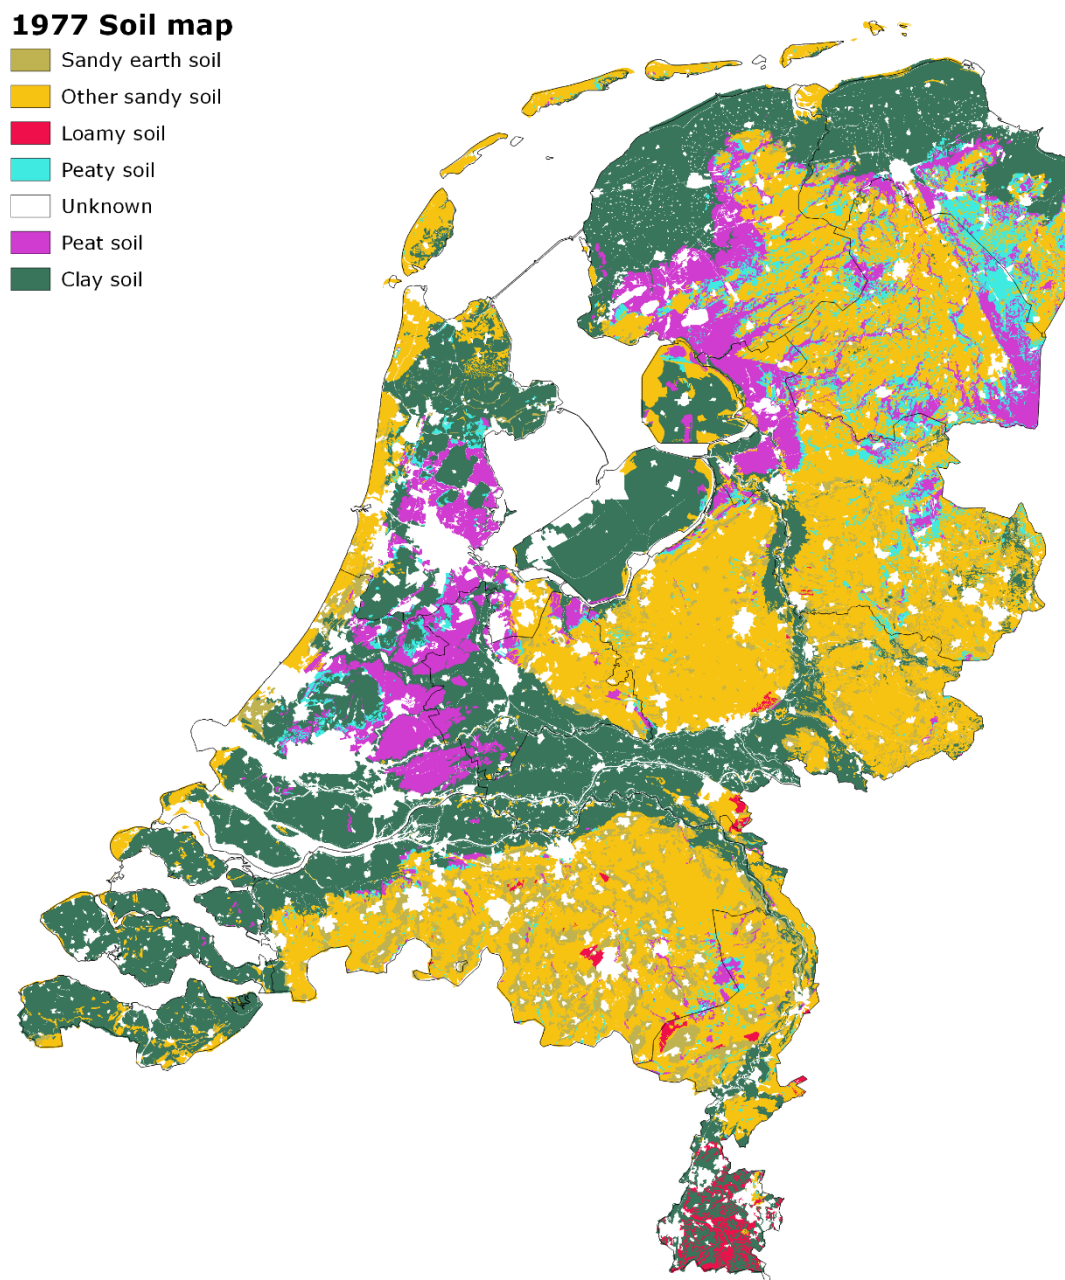 1977 Soil map
Sandy earth soil
Other sandy soil
Loamy soil
Peaty soil
Unknown
Peat soil
Clay soil